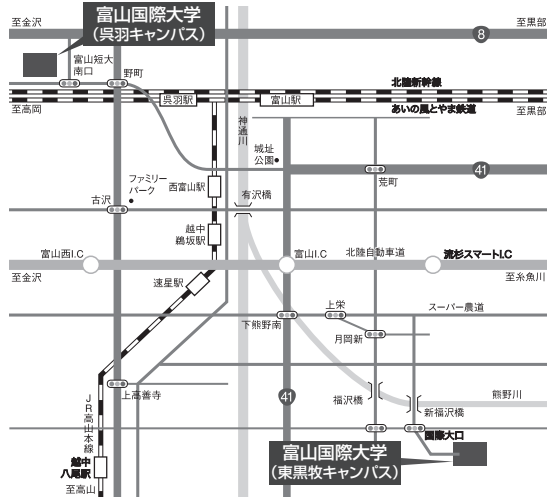 至金沢
富山国際大学
（呉羽キャンパス）
8
至黒部
富山短大
南口
野町
北陸新幹線
呉羽駅
富山駅
あいの風とやま鉄道
至高岡
至黒部
神通川
城址
公園
41
荒町
ファミリー
パーク
西富山駅
古沢
有沢橋
越中
鵜坂駅
富山西I.C
富山I.C
北陸自動車道
流杉スマートI.C
至金沢
至糸魚川
速星駅
上栄
スーパー農道
下熊野南
月岡新
上高善寺
41
福沢橋
熊野川
新福沢橋
JR高山本線
国際大口
越中
八尾駅
富山国際大学
（東黒牧キャンパス）
至高山